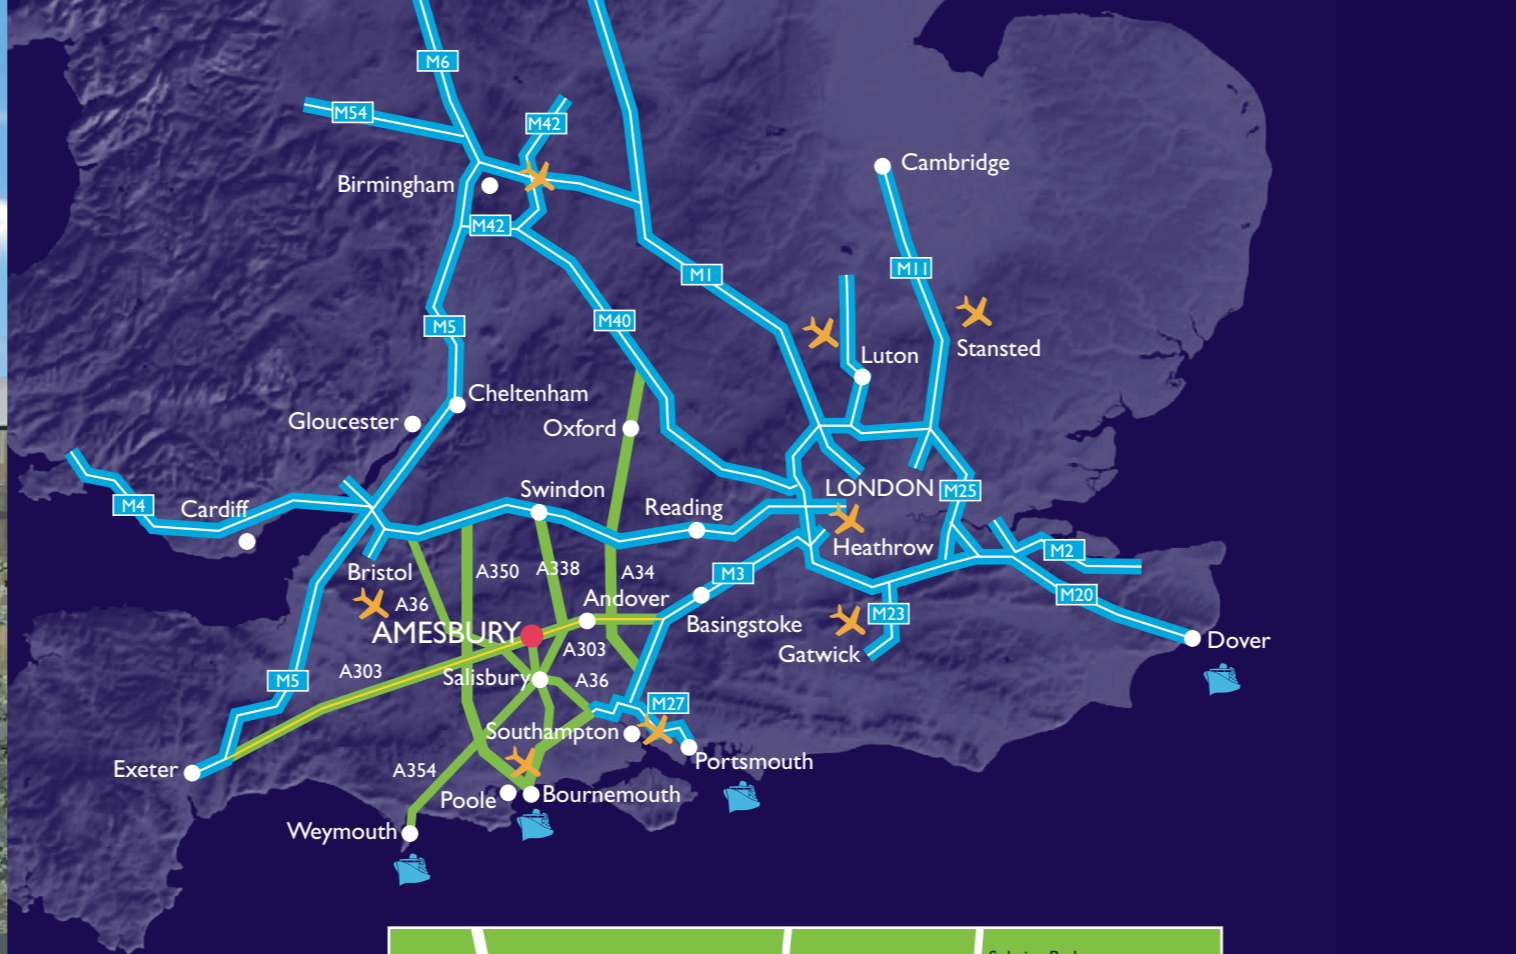 M6
M54
M42
Cambridge
Birmingham
M42
M11
M1
M40
M5
Stansted
Luton
Cheltenham
Gloucester
Oxford
Swindon
LONDON
M25
M4
Cardiff
Reading
Heathrow
M2
Bristol
A350
A338
A34
M3
M20
A36
Andover
M23
AMESBURY
Basingstoke
A303
Gatwick
Dover
A303
M5
Salisbury
A36
M27
Southampton
Exeter
A354
Portsmouth
Poole
Bournemouth
Weymouth